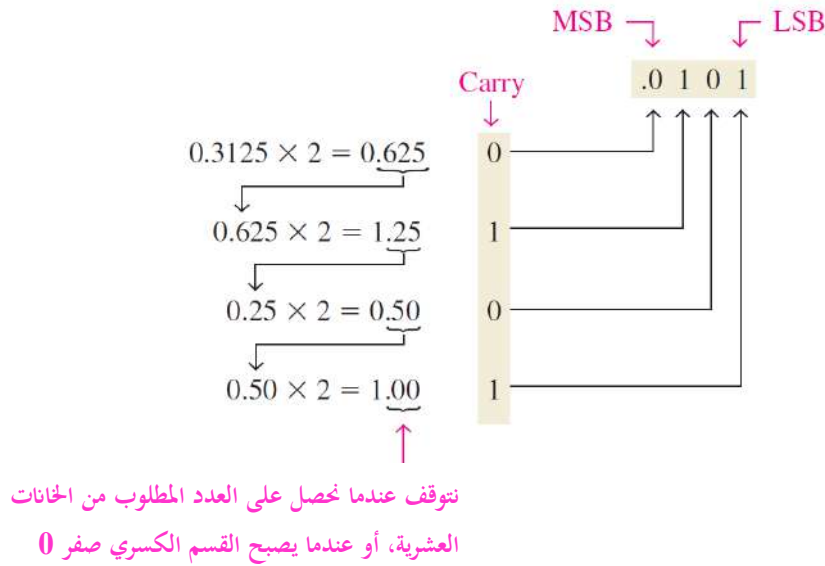 MSB LSB
.0 1 0 1
Carry
0.3125 × 2 = 0.625 0
0.625 × 2 = 1.25 1
0.25 × 2 = 0.50 0
0.50 × 2 = 1.00 1
نتوقف عندما نحصل على العدد المطلوب من الخانات
العشرية، أو عندما يصبح القسم الكسري صفر 0